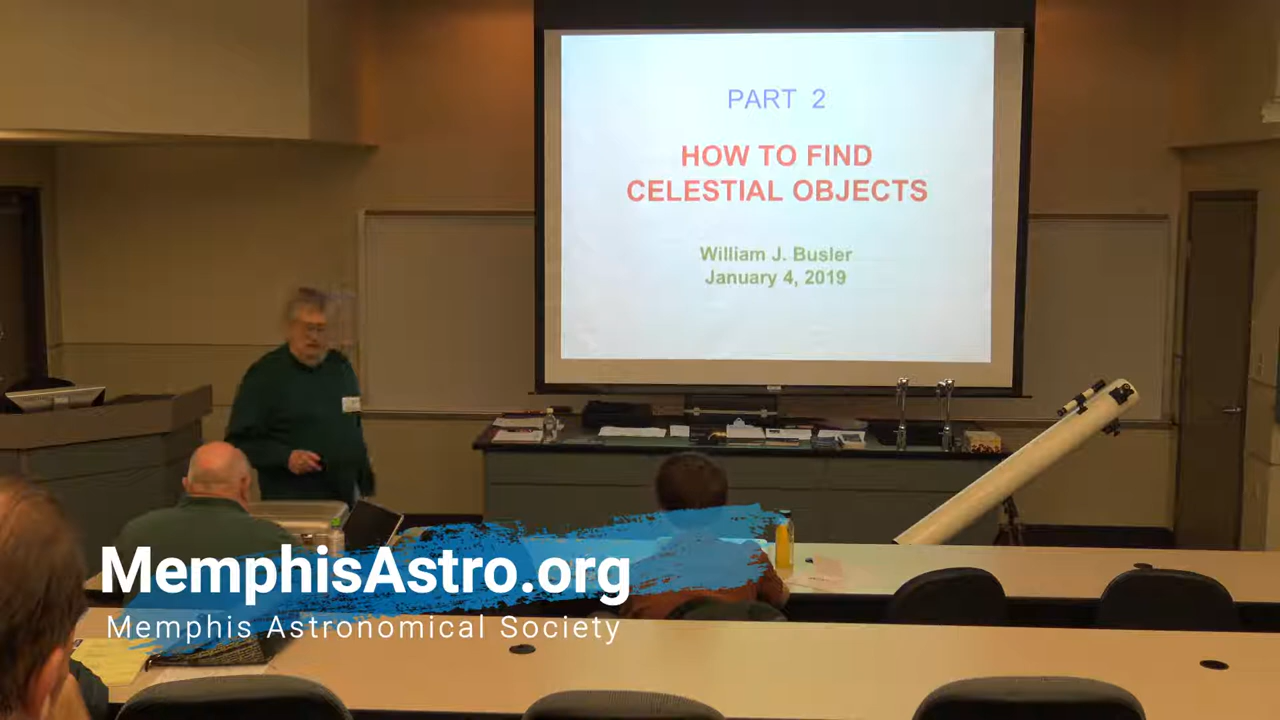 PART 2
HOW TO FIND
CELESTIAL OBJECTS
William J. Busler
January 4, 2019
MemphisAstro.org
Memphis Astronomical Society